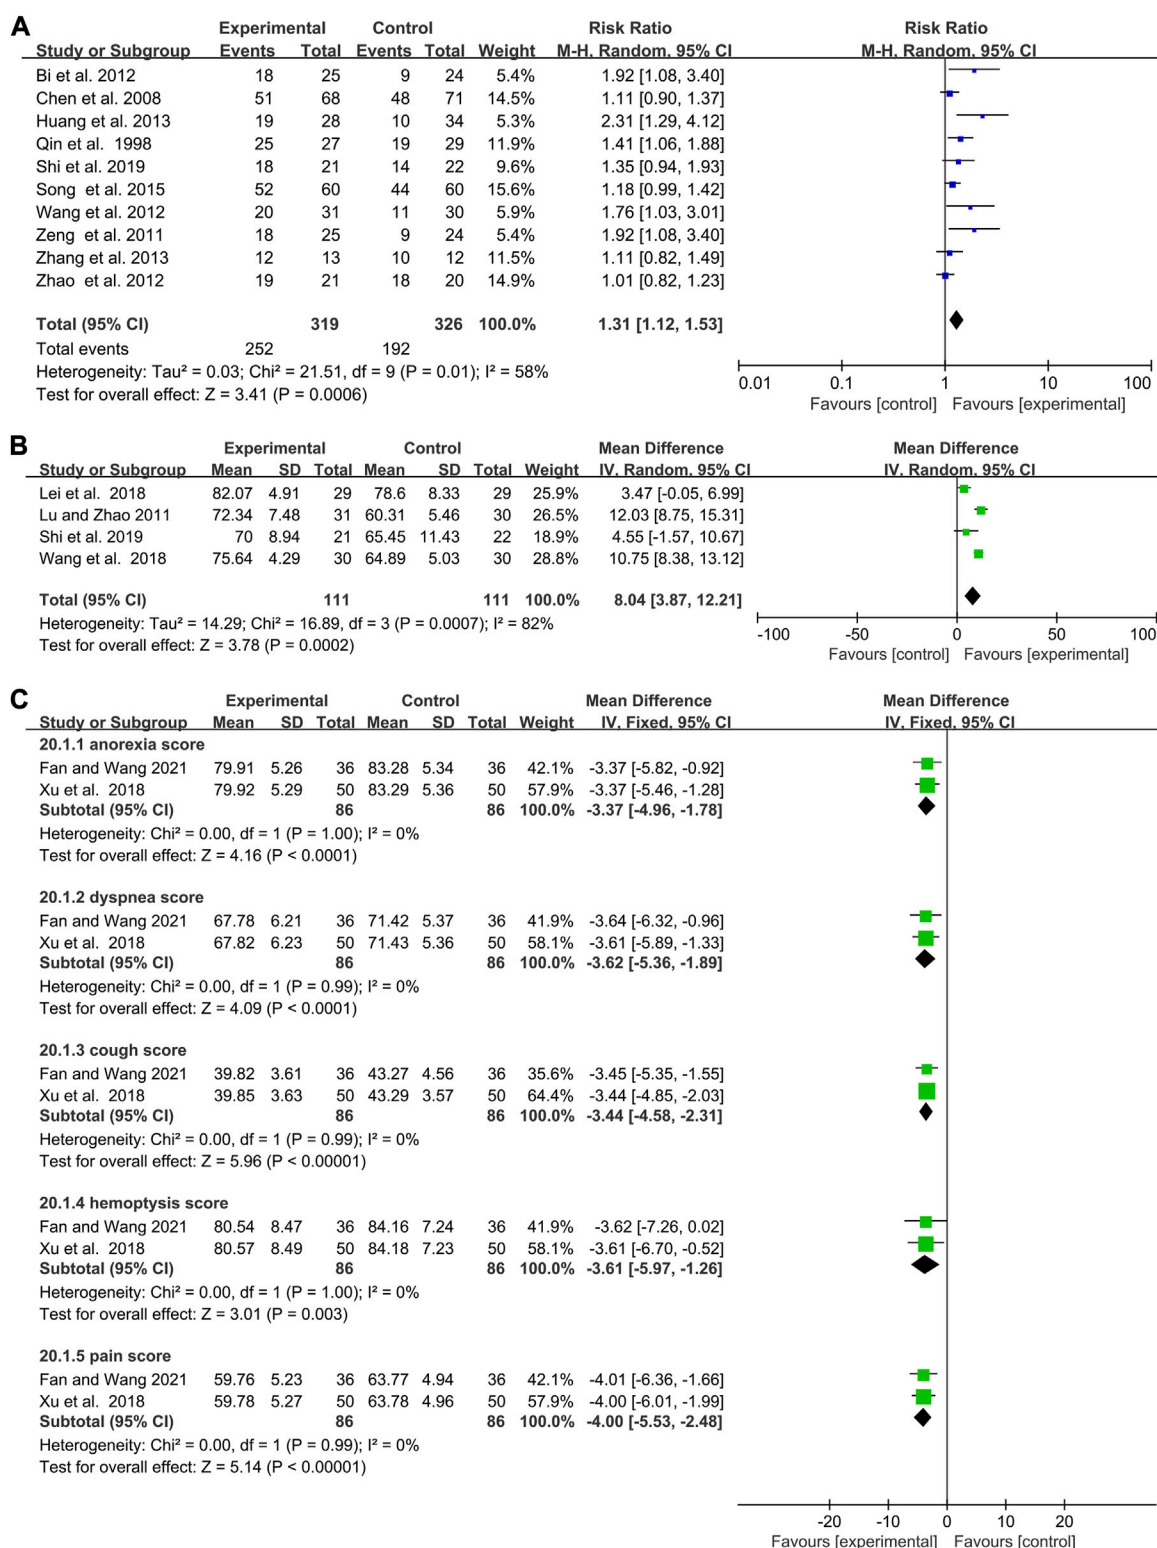 A
Experimental Control Risk Ratio Risk Ratio
Study or Subgroup Events Total Events Total Weight M-H, Random, 95% CI M-H, Random, 95% CI
Bi et al. 2012 18 25 9 24 5.4% 1.92 [1.08, 3.40]
Chen et al. 2008 51 68 48 71 14.5% 1.11 [0.90, 1.37]
Huang et al. 2013 19 28 10 34 5.3% 2.31 [1.29, 4.12]
Qin et al. 1998 25 27 19 29 11.9% 1.41 [1.06, 1.88]
Shi et al. 2019 18 21 14 22 9.6% 1.35 [0.94, 1.93]
Song et al. 2015 52 60 44 60 15.6% 1.18 [0.99, 1.42]
Wang et al. 2012 20 31 11 30 5.9% 1.76 [1.03, 3.01]
Zeng et al. 2011 18 25 9 24 5.4% 1.92 [1.08, 3.40]
Zhang et al. 2013 12 13 10 12 11.5% 1.11 [0.82, 1.49]
Zhao et al. 2012 19 21 18 20 14.9% 1.01 [0.82, 1.23]
Total (95% CI) 319 326 100.0% 1.31 [1.12, 1.53]
Total events 252 192
Heterogeneity: Tau² = 0.03; Chi² = 21.51, df = 9 (P = 0.01); I² = 58%
Test for overall effect: Z = 3.41 (P = 0.0006)
0.01 0.1 1 10 100
Favours [control] Favours [experimental]
B
Experimental Control Mean Difference Mean Difference
Study or Subgroup Mean SD Total Mean SD Total Weight IV, Random, 95% CI IV, Random, 95% CI
Lei et al. 2018 82.07 4.91 29 78.6 8.33 29 25.9% 3.47 [-0.05, 6.99]
Lu and Zhao 2011 72.34 7.48 31 60.31 5.46 30 26.5% 12.03 [8.75, 15.31]
Shi et al. 2019 70 8.94 21 65.45 11.43 22 18.9% 4.55 [-1.57, 10.67]
Wang et al. 2018 75.64 4.29 30 64.89 5.03 30 28.8% 10.75 [8.38, 13.12]
Total (95% CI) 111 111 100.0% 8.04 [3.87, 12.21]
Heterogeneity: Tau² = 14.29; Chi² = 16.89, df = 3 (P = 0.0007); I² = 82%
Test for overall effect: Z = 3.78 (P = 0.0002)
-100 -50 0 50 100
Favours [control] Favours [experimental]
C
Experimental Control Mean Difference Mean Difference
Study or Subgroup Mean SD Total Mean SD Total Weight IV, Fixed, 95% CI IV, Fixed, 95% CI
20.1.1 anorexia score
Fan and Wang 2021 79.91 5.26 36 83.28 5.34 36 42.1% -3.37 [-5.82, -0.92]
Xu et al. 2018 79.92 5.29 50 83.29 5.36 50 57.9% -3.37 [-5.46, -1.28]
Subtotal (95% CI) 86 86 100.0% -3.37 [-4.96, -1.78]
Heterogeneity: Chi² = 0.00, df = 1 (P = 1.00); I² = 0%
Test for overall effect: Z = 4.16 (P < 0.0001)
20.1.2 dyspnea score
Fan and Wang 2021 67.78 6.21 36 71.42 5.37 36 41.9% -3.64 [-6.32, -0.96]
Xu et al. 2018 67.82 6.23 50 71.43 5.36 50 58.1% -3.61 [-5.89, -1.33]
Subtotal (95% CI) 86 86 100.0% -3.62 [-5.36, -1.89]
Heterogeneity: Chi² = 0.00, df = 1 (P = 0.99); I² = 0%
Test for overall effect: Z = 4.09 (P < 0.0001)
20.1.3 cough score
Fan and Wang 2021 39.82 3.61 36 43.27 4.56 36 35.6% -3.45 [-5.35, -1.55]
Xu et al. 2018 39.85 3.63 50 43.29 3.57 50 64.4% -3.44 [-4.85, -2.03]
Subtotal (95% CI) 86 86 100.0% -3.44 [-4.58, -2.31]
Heterogeneity: Chi² = 0.00, df = 1 (P = 0.99); I² = 0%
Test for overall effect: Z = 5.96 (P < 0.00001)
20.1.4 hemoptysis score
Fan and Wang 2021 80.54 8.47 36 84.16 7.24 36 41.9% -3.62 [-7.26, 0.02]
Xu et al. 2018 80.57 8.49 50 84.18 7.23 50 58.1% -3.61 [-6.70, -0.52]
Subtotal (95% CI) 86 86 100.0% -3.61 [-5.97, -1.26]
Heterogeneity: Chi² = 0.00, df = 1 (P = 1.00); I² = 0%
Test for overall effect: Z = 3.01 (P = 0.003)
20.1.5 pain score
Fan and Wang 2021 59.76 5.23 36 63.77 4.94 36 42.1% -4.01 [-6.36, -1.66]
Xu et al. 2018 59.78 5.27 50 63.78 4.96 50 57.9% -4.00 [-6.01, -1.99]
Subtotal (95% CI) 86 86 100.0% -4.00 [-5.53, -2.48]
Heterogeneity: Chi² = 0.00, df = 1 (P = 0.99); I² = 0%
Test for overall effect: Z = 5.14 (P < 0.00001)
-20 -10 0 10 20
Favours [experimental] Favours [control]